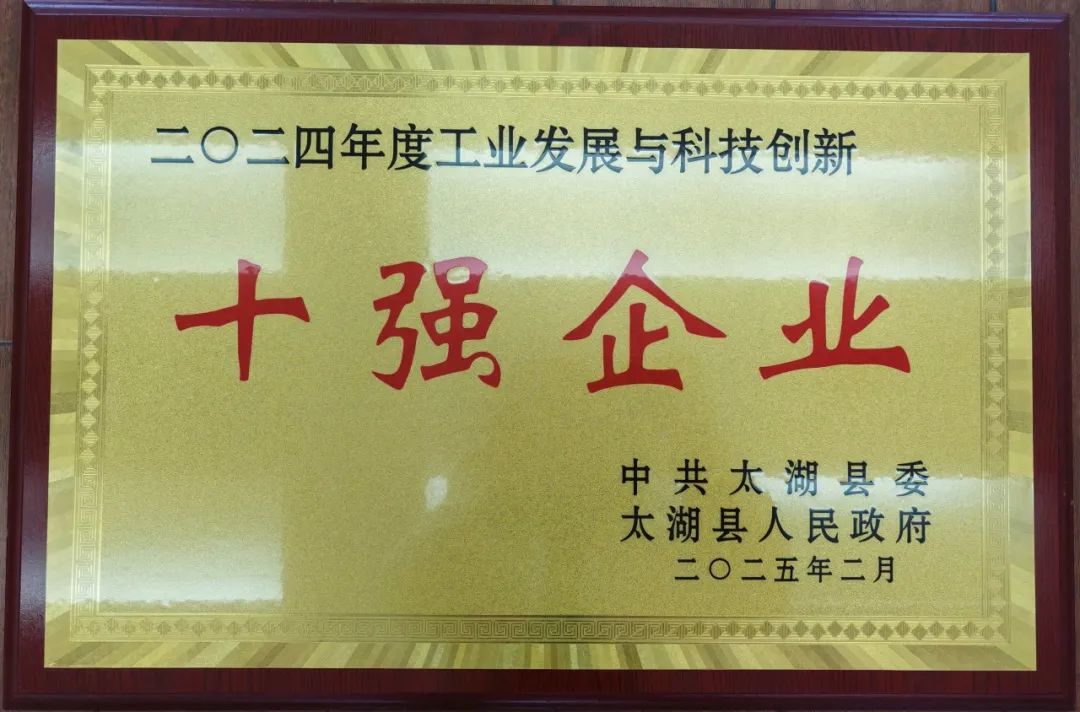 二〇二四年度工业发展与科技创新
十强企业
中共太湖县委
太湖县人民政府
二〇二五年二月